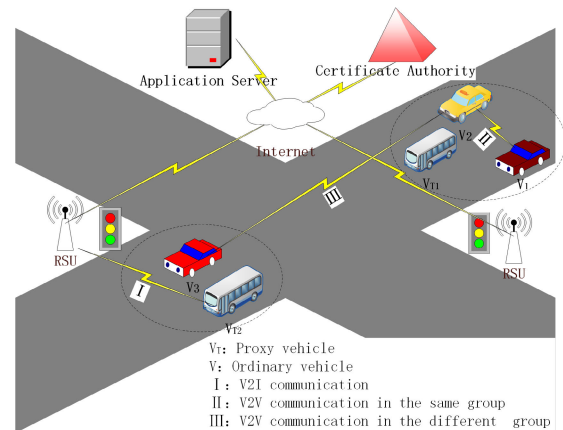 Application Server
Certificate Authority
Internet
V2
II
V1
VT1
III
RSU
RSU
V3
I
VT2
VT: Proxy vehicle
V: Ordinary vehicle
I: V2I communication
II: V2V communication in the same group
III: V2V communication in the different group